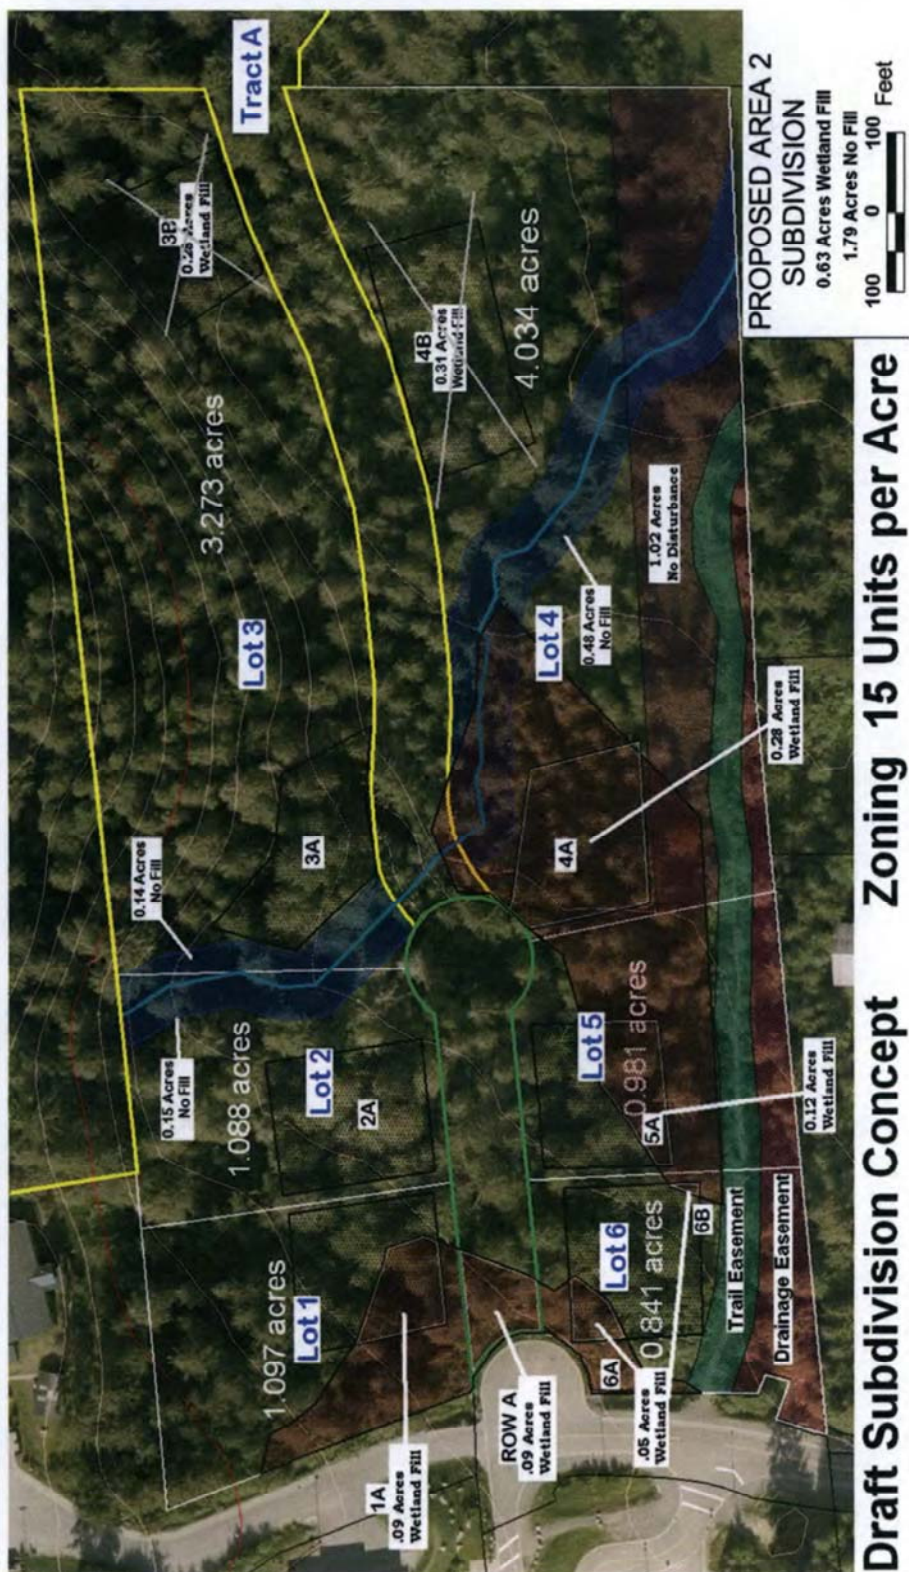 Tract A
3B
0.26 Acres
Wetland Fill
3.273 acres
Lot 3
3A
0.14 Acres
No Fill
0.15 Acres
No Fill
1.088 acres
Lot 2
2A
1.097 acres
Lot 1
1A
.09 Acres
Wetland Fill
ROW A
.09 Acres
Wetland Fill
4B
0.31 Acres
Wetland Fill
4.034 acres
Lot 4
0.48 Acres
No Fill
1.02 Acres
No Disturbance
4A
0.28 Acres
Wetland Fill
Lot 5
0.981 acres
5A
0.12 Acres
Wetland Fill
Lot 6
0.841 acres
6A
6B
.05 Acres
Wetland Fill
Trail Easement
Drainage Easement
PROPOSED AREA 2
SUBDIVISION
0.63 Acres Wetland Fill
1.79 Acres No Fill
100 0 100 Feet
Draft Subdivision Concept Zoning 15 Units per Acre